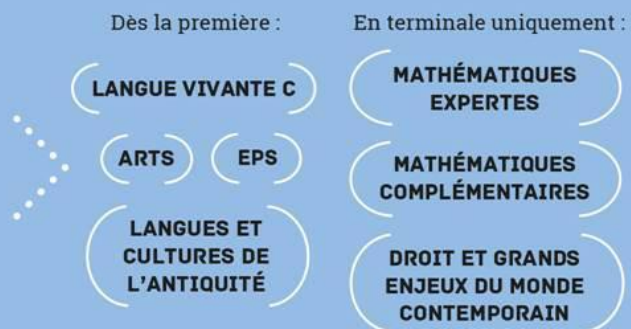 Dès la première :
LANGUE VIVANTE C
ARTS
EPS
LANGUES ET
CULTURES DE
L'ANTIQUITÉ
En terminale uniquement :
MATHÉMATIQUES
EXPERTES
MATHÉMATIQUES
COMPLÉMENTAIRES
DROIT ET GRANDS
ENJEUX DU MONDE
CONTEMPORAIN